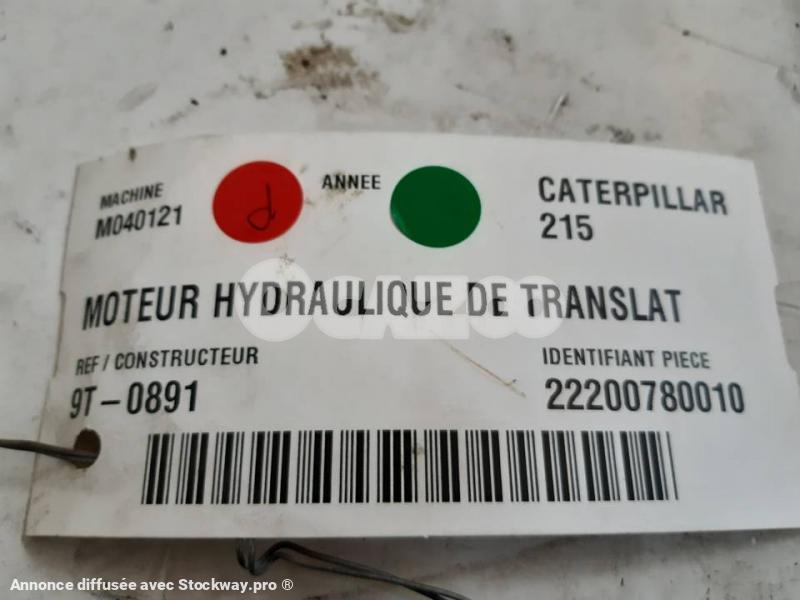 MACHINE
M040121
d
ANNEE
CATERPILLAR
215
MOTEUR HYDRAULIQUE DE TRANSLAT
REF / CONSTRUCTEUR
9T-0891
IDENTIFIANT PIECE
22200780010
Annonce diffusée avec Stockway.pro ®